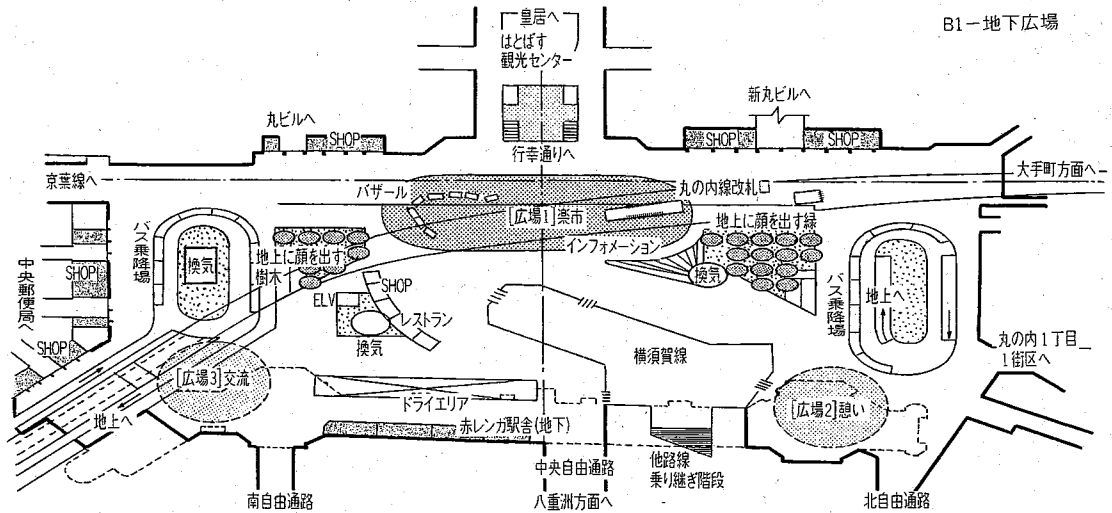 B1ー地下広場
皇居へ
はとばす
観光センター
行幸通りへ
丸ビルへ
SHOP
新丸ビルへ
SHOP
SHOP
京葉線へ
大手町方面へ
バザール
丸の内線改札口
[広場1]楽市
地上に顔を出す緑
インフォメーション
バス乗降場
換気
地上に顔を出す
樹木
換気
バス乗降場
地上へ
中央郵便局へ
SHOP
SHOP
ELV
SHOP
レストラン
換気
横須賀線
丸の内1丁目
1街区へ
[広場3]交流
地上へ
ドライエリア
[広場2]憩い
赤レンガ駅舎(地下)
中央自由通路
他路線
乗り継ぎ階段
南自由通路
八重洲方面へ
北自由通路